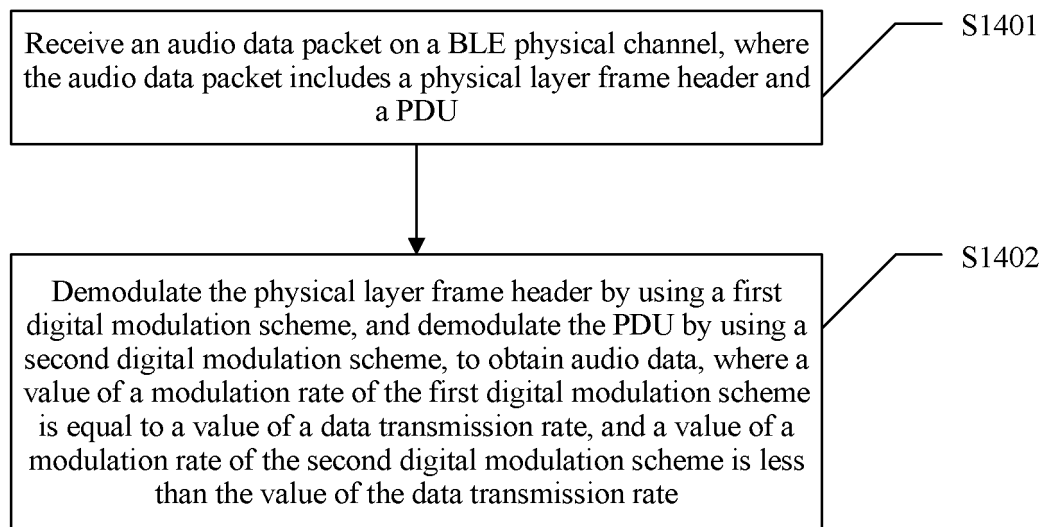 Receive an audio data packet on a BLE physical channel, where
the audio data packet includes a physical layer frame header and
a PDU
S1401
Demodulate the physical layer frame header by using a first
digital modulation scheme, and demodulate the PDU by using a
second digital modulation scheme, to obtain audio data, where a
value of a modulation rate of the first digital modulation scheme
is equal to a value of a data transmission rate, and a value of a
modulation rate of the second digital modulation scheme is less
than the value of the data transmission rate
S1402